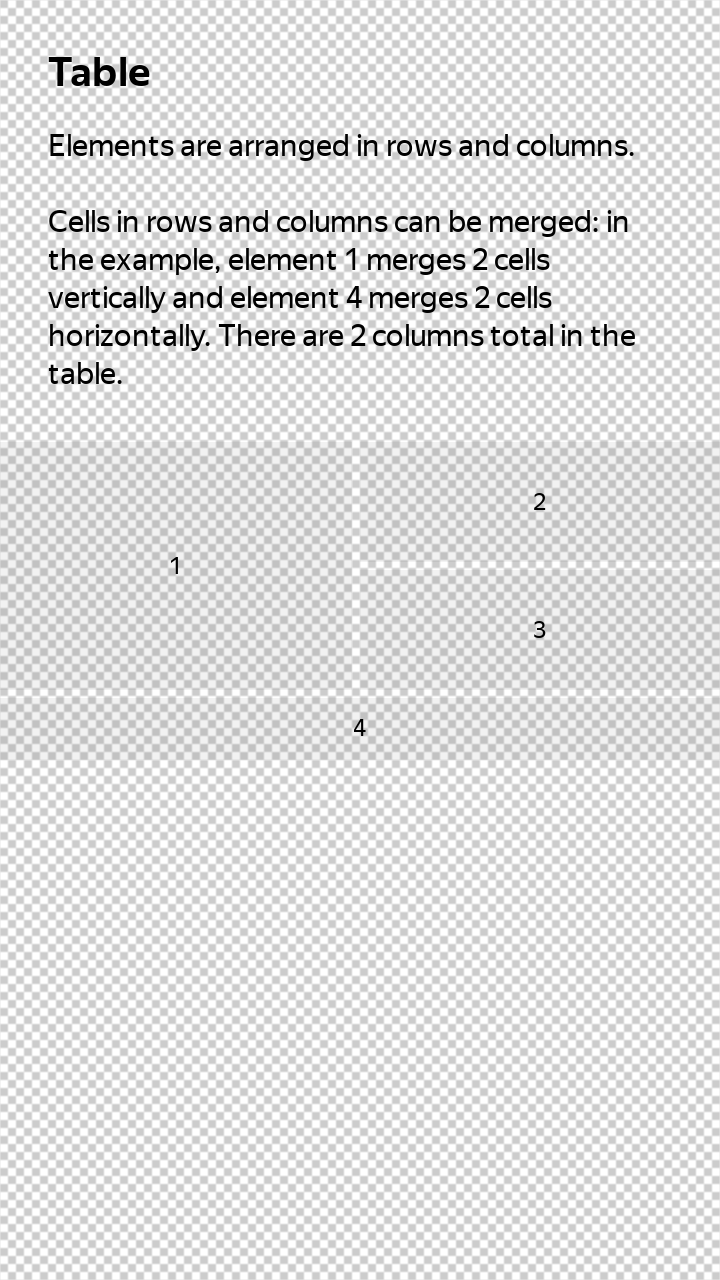 Table
Elements are arranged in rows and columns.
Cells in rows and columns can be merged: in
the example, element 1 merges 2 cells
vertically and element 4 merges 2 cells
horizontally. There are 2 columns total in the
table.
2
1
3
4